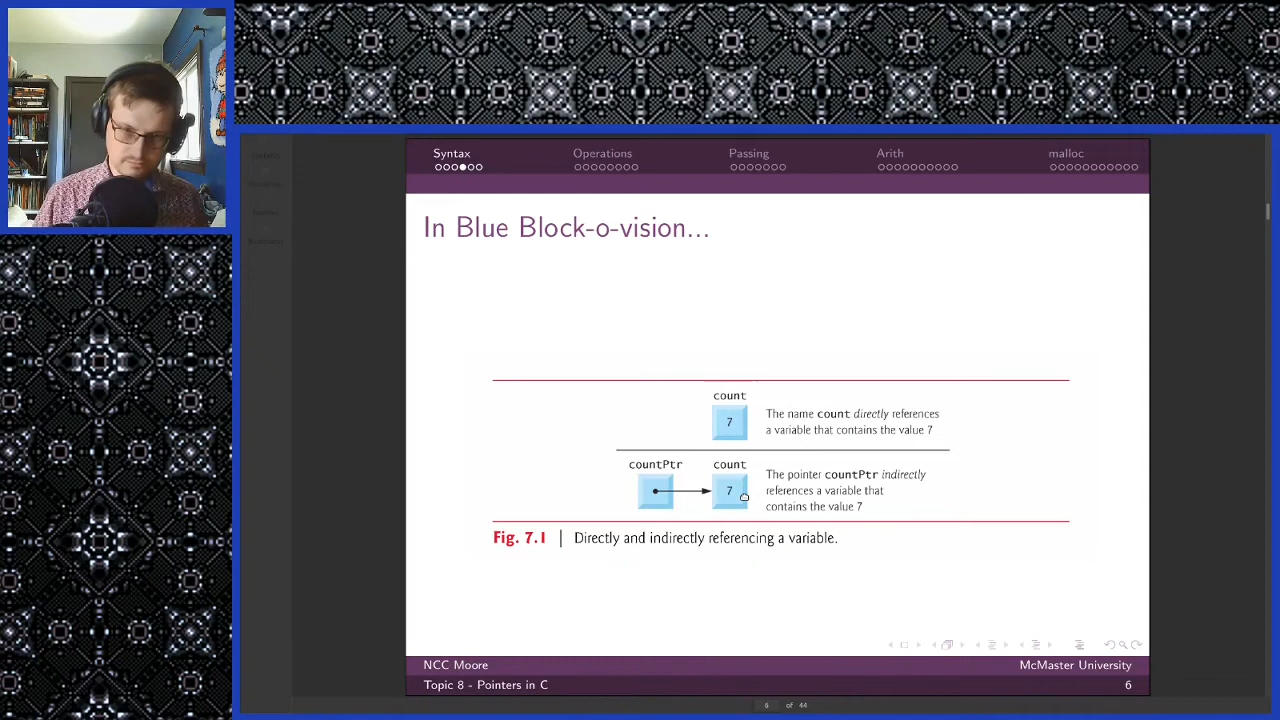 Syntax
Operations
Passing
Arith
malloc
In Blue Block-o-vision...
count
7
The name count directly references
a variable that contains the value 7
countPtr
count
7
The pointer countPtr indirectly
references a variable that
contains the value 7
Fig. 7.1 | Directly and indirectly referencing a variable.
NCC Moore
McMaster University
Topic 8 - Pointers in C
6
6 of 44